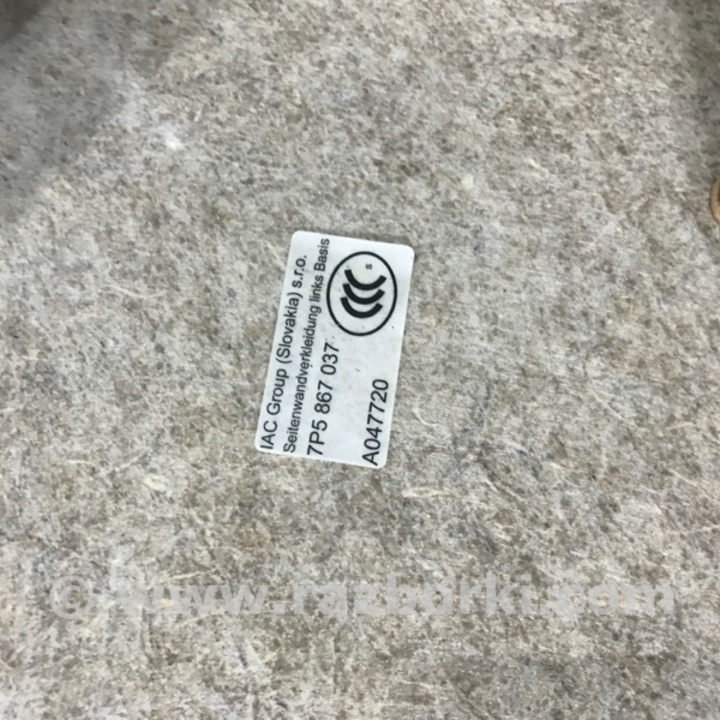 IAC Group (Slovakia) s.r.o.
Seitenwandverkleidung links Basis
7P5 867 037
S
A047720
© www.razborki.com